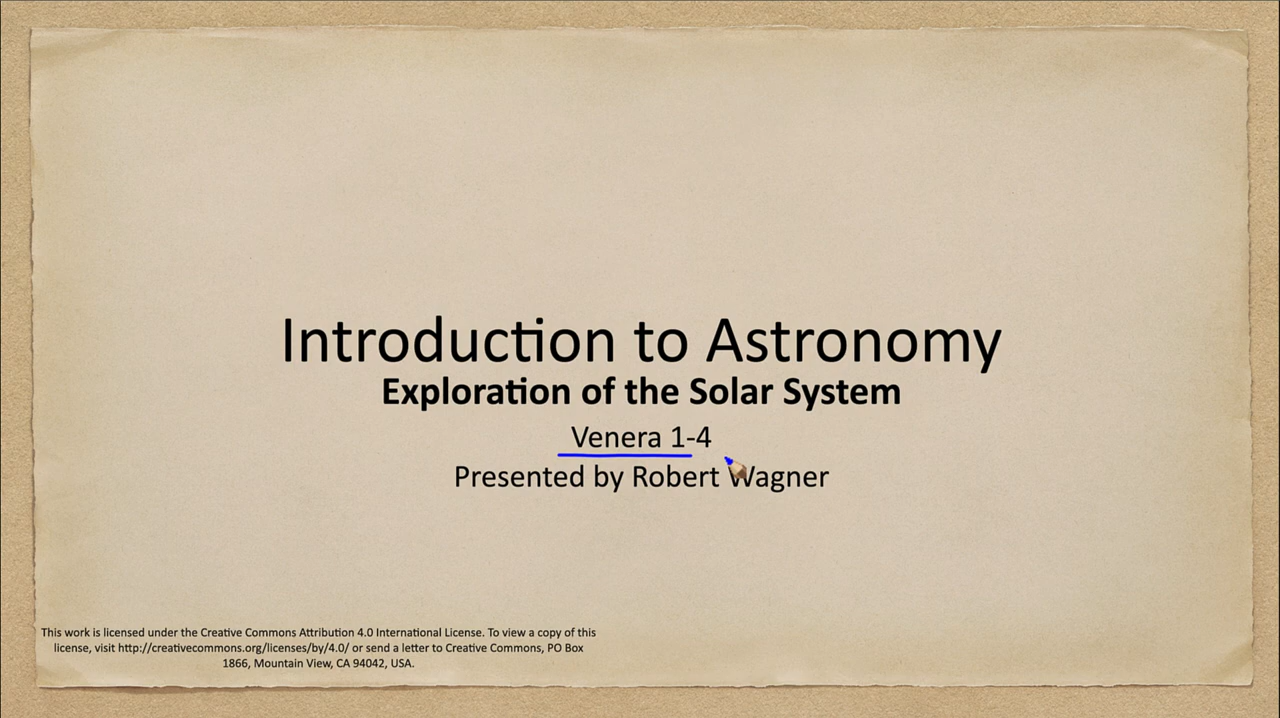 Introduction to Astronomy
Exploration of the Solar System
Venera 1-4
Presented by Robert Wagner
This work is licensed under the Creative Commons Attribution 4.0 International License. To view a copy of this
license, visit http://creativecommons.org/licenses/by/4.0/ or send a letter to Creative Commons, PO Box
1866, Mountain View, CA 94042, USA.